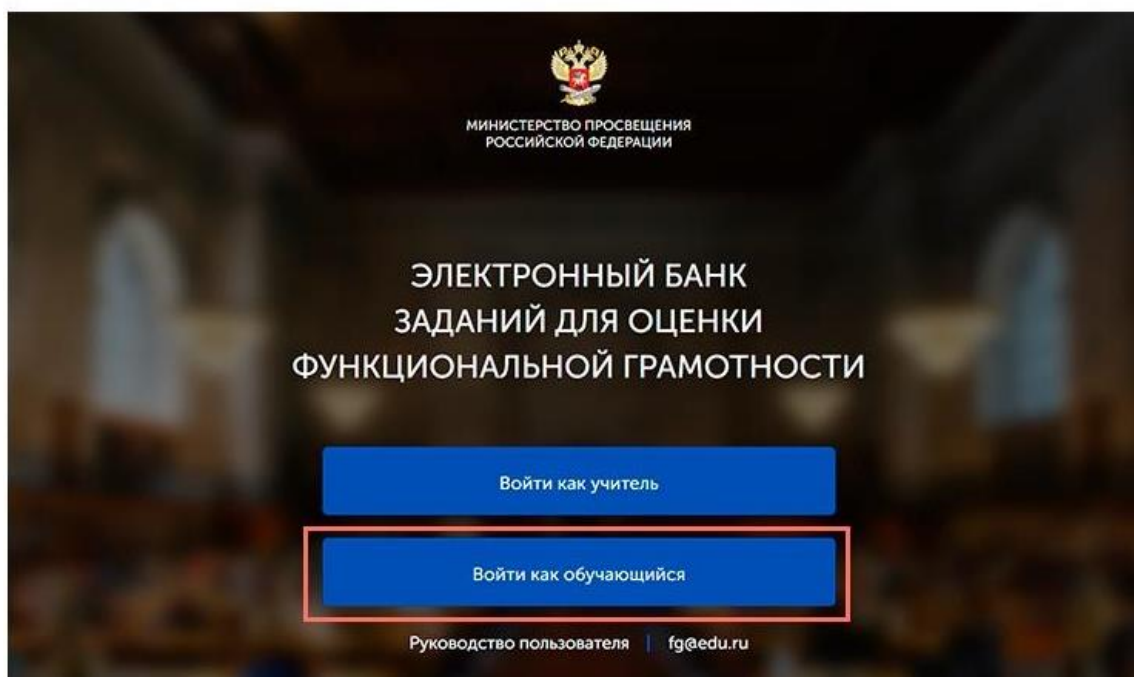 МИНИСТЕРСТВО ПРОСВЕЩЕНИЯ
РОССИЙСКОЙ ФЕДЕРАЦИИ
ЭЛЕКТРОННЫЙ БАНК
ЗАДАНИЙ ДЛЯ ОЦЕНКИ
ФУНКЦИОНАЛЬНОЙ ГРАМОТНОСТИ
Войти как учитель
Войти как обучающийся
Руководство пользователя | fg@edu.ru